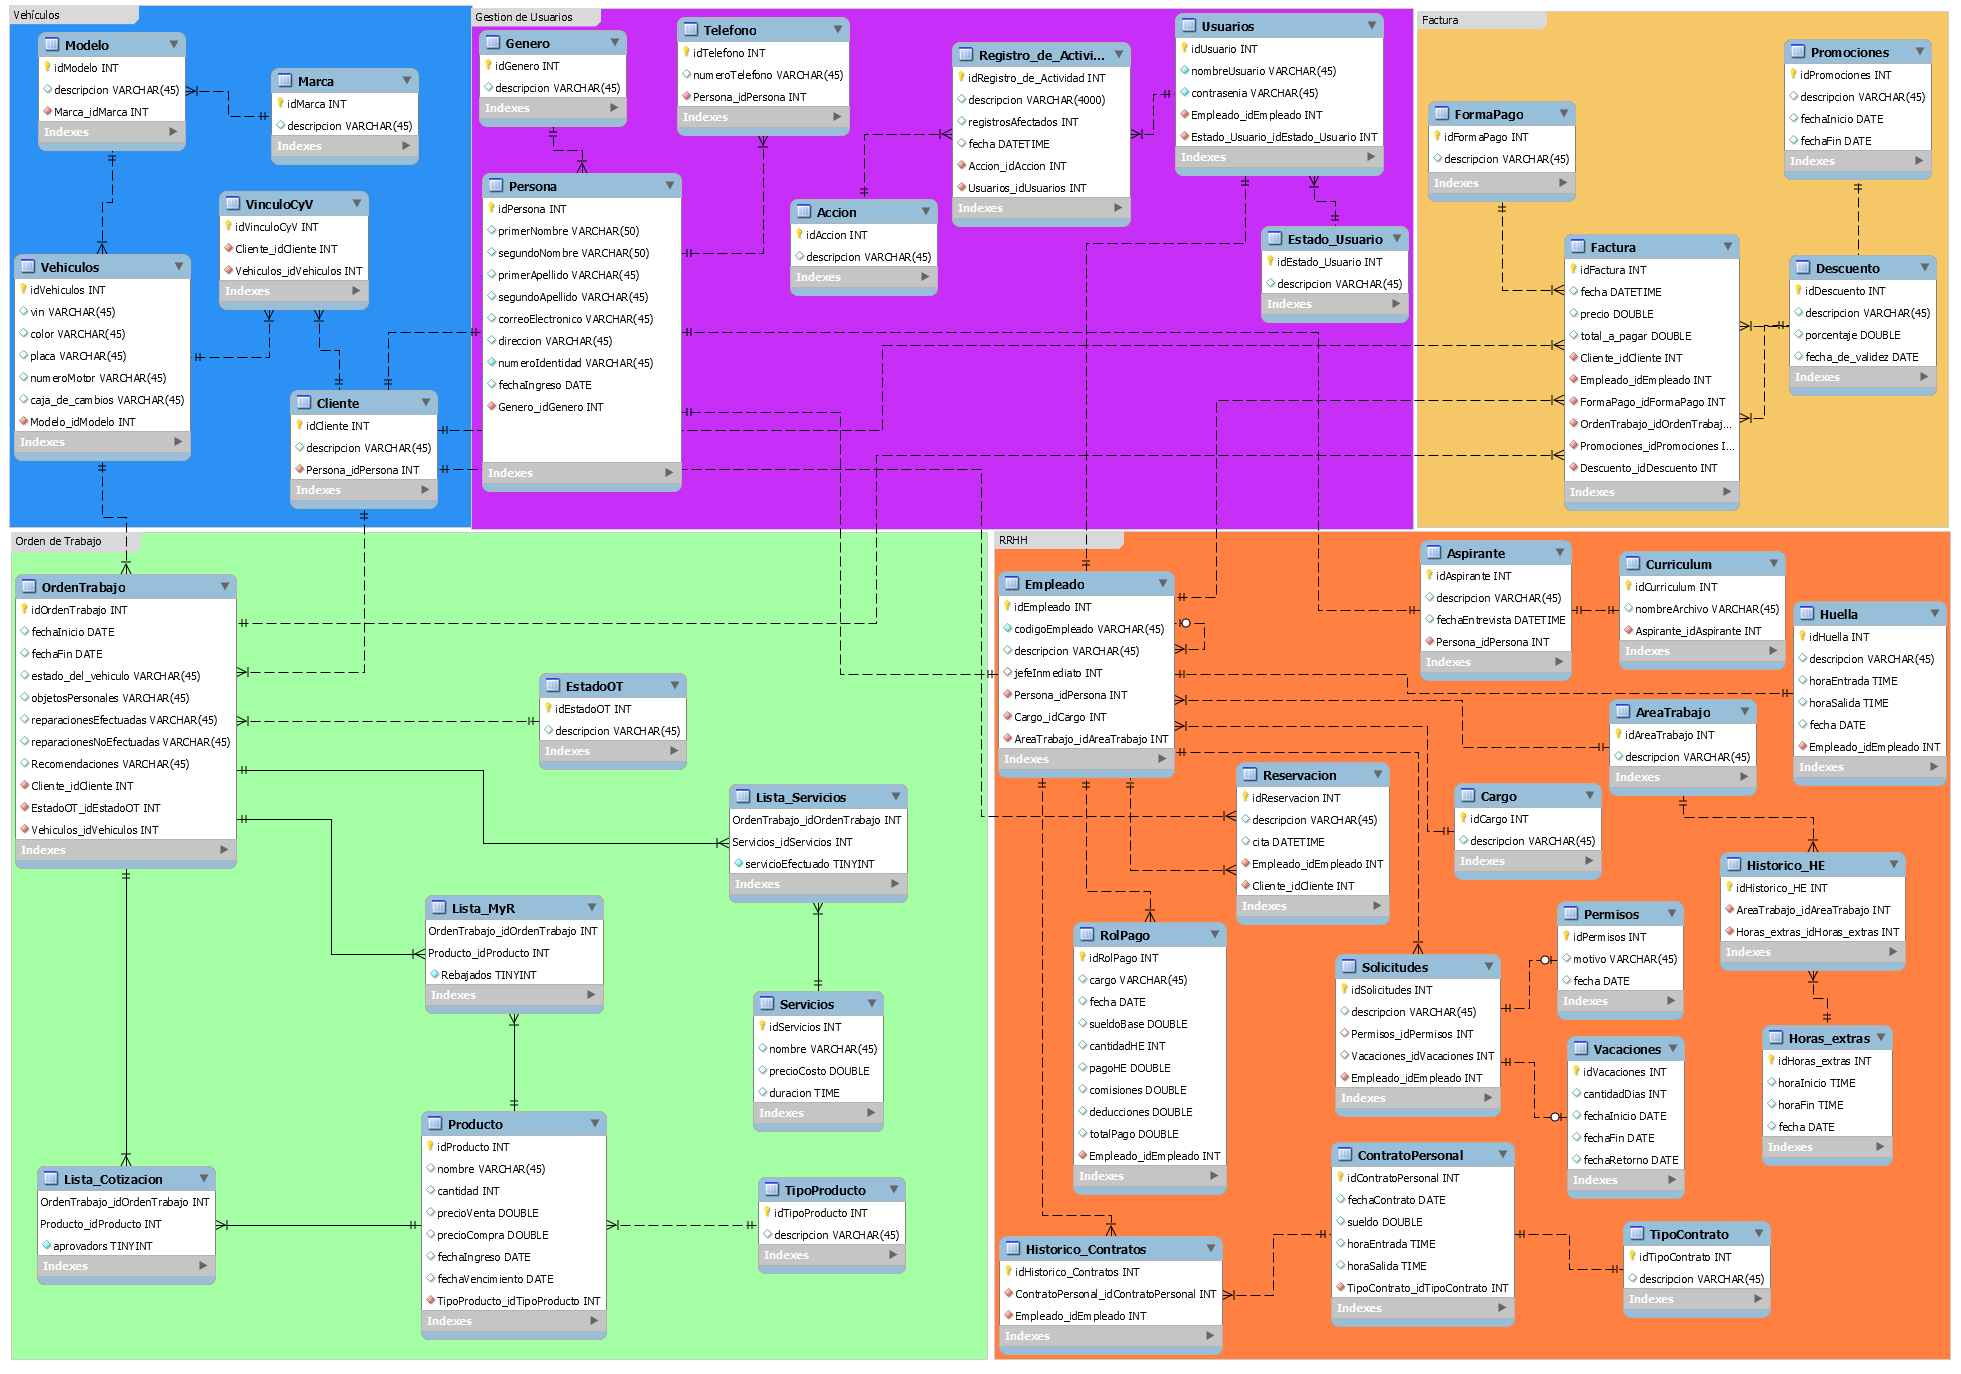 Vehículos
Modelo
idModelo INT
descripcion VARCHAR(45)
Marca_idMarca INT
Indexes
Marca
idMarca INT
descripcion VARCHAR(45)
Indexes
VinculoCyV
idVinculoCyV INT
Cliente_idCliente INT
Vehiculos_idVehiculos INT
Indexes
Vehiculos
idVehiculos INT
vin VARCHAR(45)
color VARCHAR(45)
placa VARCHAR(45)
numeroMotor VARCHAR(45)
caja_de_cambios VARCHAR(45)
Modelo_idModelo INT
Indexes
Cliente
idCliente INT
descripcion VARCHAR(45)
Persona_idPersona INT
Indexes
Gestion de Usuarios
Genero
idGenero INT
descripcion VARCHAR(45)
Indexes
Telefono
idTelefono INT
numeroTelefono VARCHAR(45)
Persona_idPersona INT
Indexes
Persona
idPersona INT
primerNombre VARCHAR(50)
segundoNombre VARCHAR(50)
primerApellido VARCHAR(45)
segundoApellido VARCHAR(45)
correoElectronico VARCHAR(45)
direccion VARCHAR(45)
numeroIdentidad VARCHAR(45)
fechaIngreso DATE
Genero_idGenero INT
Indexes
Registro_de_Activi...
idRegistro_de_Actividad INT
descripcion VARCHAR(4000)
registrosAfectados INT
fecha DATETIME
Accion_idAccion INT
Usuarios_idUsuarios INT
Indexes
Accion
idAccion INT
descripcion VARCHAR(45)
Indexes
Usuarios
idUsuario INT
nombreUsuario VARCHAR(45)
contrasenia VARCHAR(45)
Empleado_idEmpleado INT
Estado_Usuario_idEstado_Usuario INT
Indexes
Estado_Usuario
idEstado_Usuario INT
descripcion VARCHAR(45)
Indexes
Factura
Promociones
idPromociones INT
descripcion VARCHAR(45)
fechaInicio DATE
fechaFin DATE
Indexes
FormaPago
idFormaPago INT
descripcion VARCHAR(45)
Indexes
Factura
idFactura INT
fecha DATETIME
precio DOUBLE
total_a_pagar DOUBLE
Cliente_idCliente INT
Empleado_idEmpleado INT
FormaPago_idFormaPago INT
OrdenTrabajo_idOrdenTrabaj...
Promociones_idPromociones I...
Descuento_idDescuento INT
Indexes
Descuento
idDescuento INT
descripcion VARCHAR(45)
porcentaje DOUBLE
fecha_de_validez DATE
Indexes
Orden de Trabajo
OrdenTrabajo
idOrdenTrabajo INT
fechaInicio DATE
fechaFin DATE
estado_del_vehiculo VARCHAR(45)
objetosPersonales VARCHAR(45)
reparacionesEfectuadas VARCHAR(45)
reparacionesNoEfectuadas VARCHAR(45)
Recomendaciones VARCHAR(45)
Cliente_idCliente INT
EstadoOT_idEstadoOT INT
Vehiculos_idVehiculos INT
Indexes
EstadoOT
idEstadoOT INT
descripcion VARCHAR(45)
Indexes
Lista_Servicios
OrdenTrabajo_idOrdenTrabajo INT
Servicios_idServicios INT
servicioEfectuado TINYINT
Indexes
Lista_MyR
OrdenTrabajo_idOrdenTrabajo INT
Producto_idProducto INT
Rebajados TINYINT
Indexes
Servicios
idServicios INT
nombre VARCHAR(45)
precioCosto DOUBLE
duracion TIME
Indexes
Producto
idProducto INT
nombre VARCHAR(45)
cantidad INT
precioVenta DOUBLE
precioCompra DOUBLE
fechaIngreso DATE
fechaVencimiento DATE
TipoProducto_idTipoProducto INT
Indexes
Lista_Cotizacion
OrdenTrabajo_idOrdenTrabajo INT
Producto_idProducto INT
aprovadors TINYINT
Indexes
TipoProducto
idTipoProducto INT
descripcion VARCHAR(45)
Indexes
RRHH
Empleado
idEmpleado INT
codigoEmpleado VARCHAR(45)
descripcion VARCHAR(45)
jefeInmediato INT
Persona_idPersona INT
Cargo_idCargo INT
AreaTrabajo_idAreaTrabajo INT
Indexes
Aspirante
idAspirante INT
descripcion VARCHAR(45)
fechaEntrevista DATETIME
Persona_idPersona INT
Indexes
Curriculum
idCurriculum INT
nombreArchivo VARCHAR(45)
Aspirante_idAspirante INT
Indexes
Huella
idHuella INT
descripcion VARCHAR(45)
horaEntrada TIME
horaSalida TIME
fecha DATE
Empleado_idEmpleado INT
Indexes
AreaTrabajo
idAreaTrabajo INT
descripcion VARCHAR(45)
Indexes
Reservacion
idReservacion INT
descripcion VARCHAR(45)
cita DATETIME
Empleado_idEmpleado INT
Cliente_idCliente INT
Indexes
Cargo
idCargo INT
descripcion VARCHAR(45)
Indexes
Historico_HE
idHistorico_HE INT
AreaTrabajo_idAreaTrabajo INT
Horas_extras_idHoras_extras INT
Indexes
RolPago
idRolPago INT
cargo VARCHAR(45)
fecha DATE
sueldoBase DOUBLE
cantidadHE INT
pagoHE DOUBLE
comisiones DOUBLE
deducciones DOUBLE
totalPago DOUBLE
Empleado_idEmpleado INT
Indexes
Solicitudes
idSolicitudes INT
descripcion VARCHAR(45)
Permisos_idPermisos INT
Vacaciones_idVacaciones INT
Empleado_idEmpleado INT
Indexes
Permisos
idPermisos INT
motivo VARCHAR(45)
fecha DATE
Indexes
Vacaciones
idVacaciones INT
cantidadDias INT
fechaInicio DATE
fechaFin DATE
fechaRetorno DATE
Indexes
Horas_extras
idHoras_extras INT
horaInicio TIME
horaFin TIME
fecha DATE
Indexes
ContratoPersonal
idContratoPersonal INT
fechaContrato DATE
sueldo DOUBLE
horaEntrada TIME
horaSalida TIME
TipoContrato_idTipoContrato INT
Indexes
Historico_Contratos
idHistorico_Contratos INT
ContratoPersonal_idContratoPersonal INT
Empleado_idEmpleado INT
Indexes
TipoContrato
idTipoContrato INT
descripcion VARCHAR(45)
Indexes